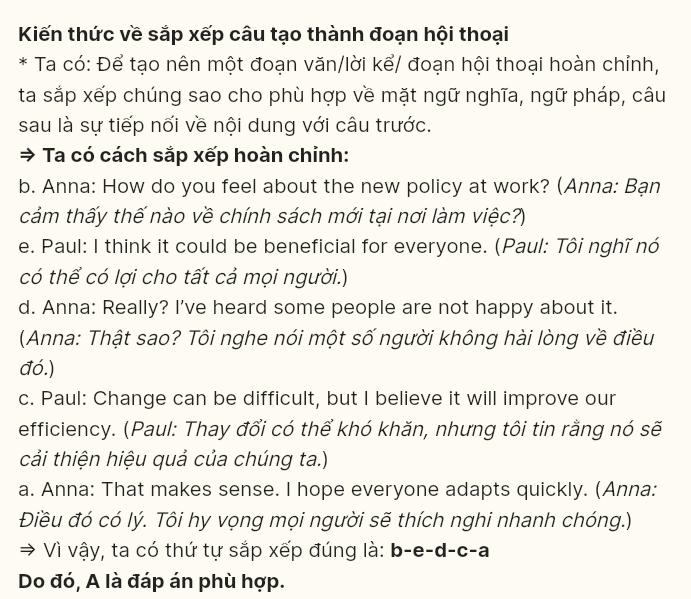 Kiến thức về sắp xếp câu tạo thành đoạn hội thoại
* Ta có: Để tạo nên một đoạn văn/lời kể/ đoạn hội thoại hoàn chỉnh,
ta sắp xếp chúng sao cho phù hợp về mặt ngữ nghĩa, ngữ pháp, câu
sau là sự tiếp nối về nội dung với câu trước.
⇒ Ta có cách sắp xếp hoàn chỉnh:
b. Anna: How do you feel about the new policy at work? (Anna: Bạn
cảm thấy thế nào về chính sách mới tại nơi làm việc?)
e. Paul: I think it could be beneficial for everyone. (Paul: Tôi nghĩ nó
có thể có lợi cho tất cả mọi người.)
d. Anna: Really? I’ve heard some people are not happy about it.
(Anna: Thật sao? Tôi nghe nói một số người không hài lòng về điều
đó.)
c. Paul: Change can be difficult, but I believe it will improve our
efficiency. (Paul: Thay đổi có thể khó khăn, nhưng tôi tin rằng nó sẽ
cải thiện hiệu quả của chúng ta.)
a. Anna: That makes sense. I hope everyone adapts quickly. (Anna:
Điều đó có lý. Tôi hy vọng mọi người sẽ thích nghi nhanh chóng.)
⇒ Vì vậy, ta có thứ tự sắp xếp đúng là: b-e-d-c-a
Do đó, A là đáp án phù hợp.